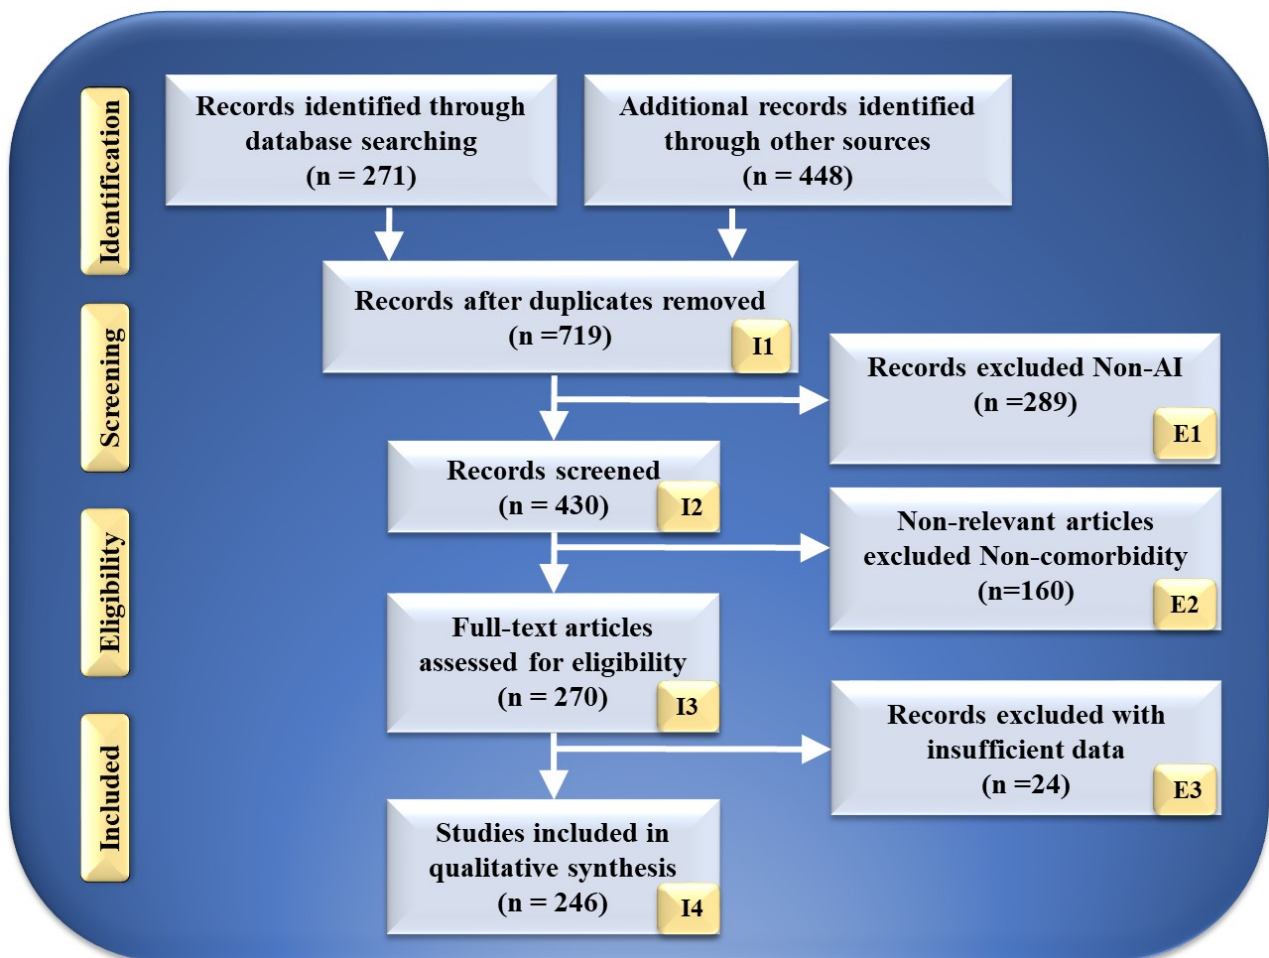 Identification
Records identified through
database searching
(n = 271)
Additional records identified
through other sources
(n = 448)
Records after duplicates removed
(n =719)
I1
Screening
Records excluded Non-AI
(n =289)
E1
Records screened
(n = 430)
I2
Non-relevant articles
excluded Non-comorbidity
(n=160)
E2
Eligibility
Full-text articles
assessed for eligibility
(n = 270)
I3
Records excluded with
insufficient data
(n =24)
E3
Included
Studies included in
qualitative synthesis
(n = 246)
I4